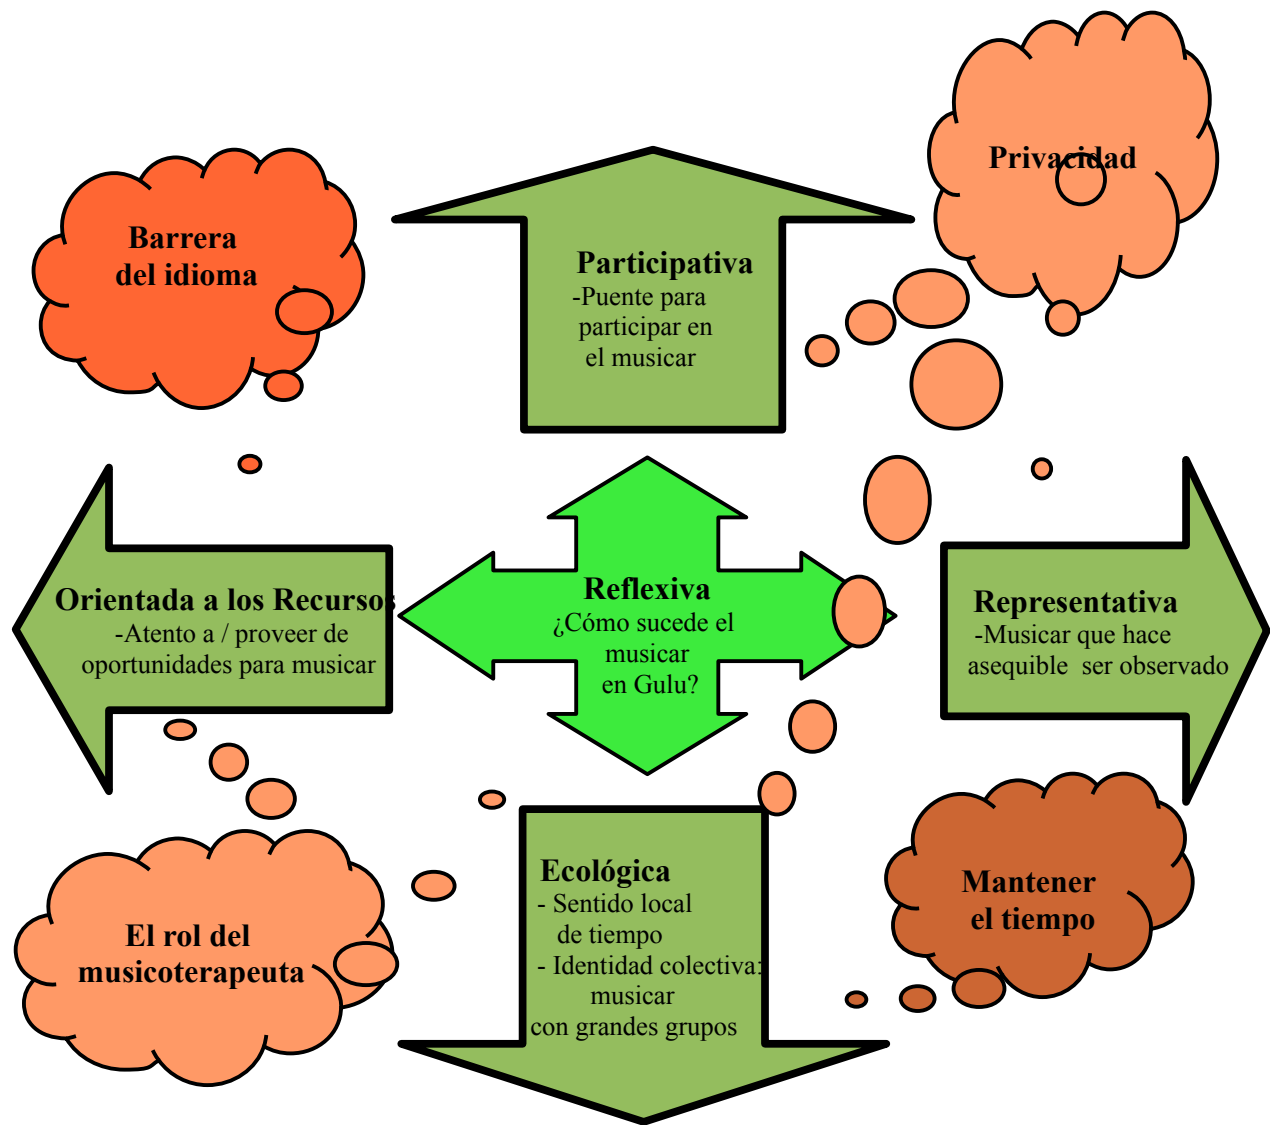 Privacidad
Barrera
del idioma
Participativa
-Puente para
participar en
el musicar
Orientada a los Recursos
-Atento a / proveer de
oportunidades para musicar
Reflexiva
¿Cómo sucede el
musicar
en Gulu?
Representativa
-Musicar que hace
asequible ser observado
Ecológica
- Sentido local
de tiempo
- Identidad colectiva:
musicar
con grandes grupos
Mantener
el tiempo
El rol del
musicoterapeuta